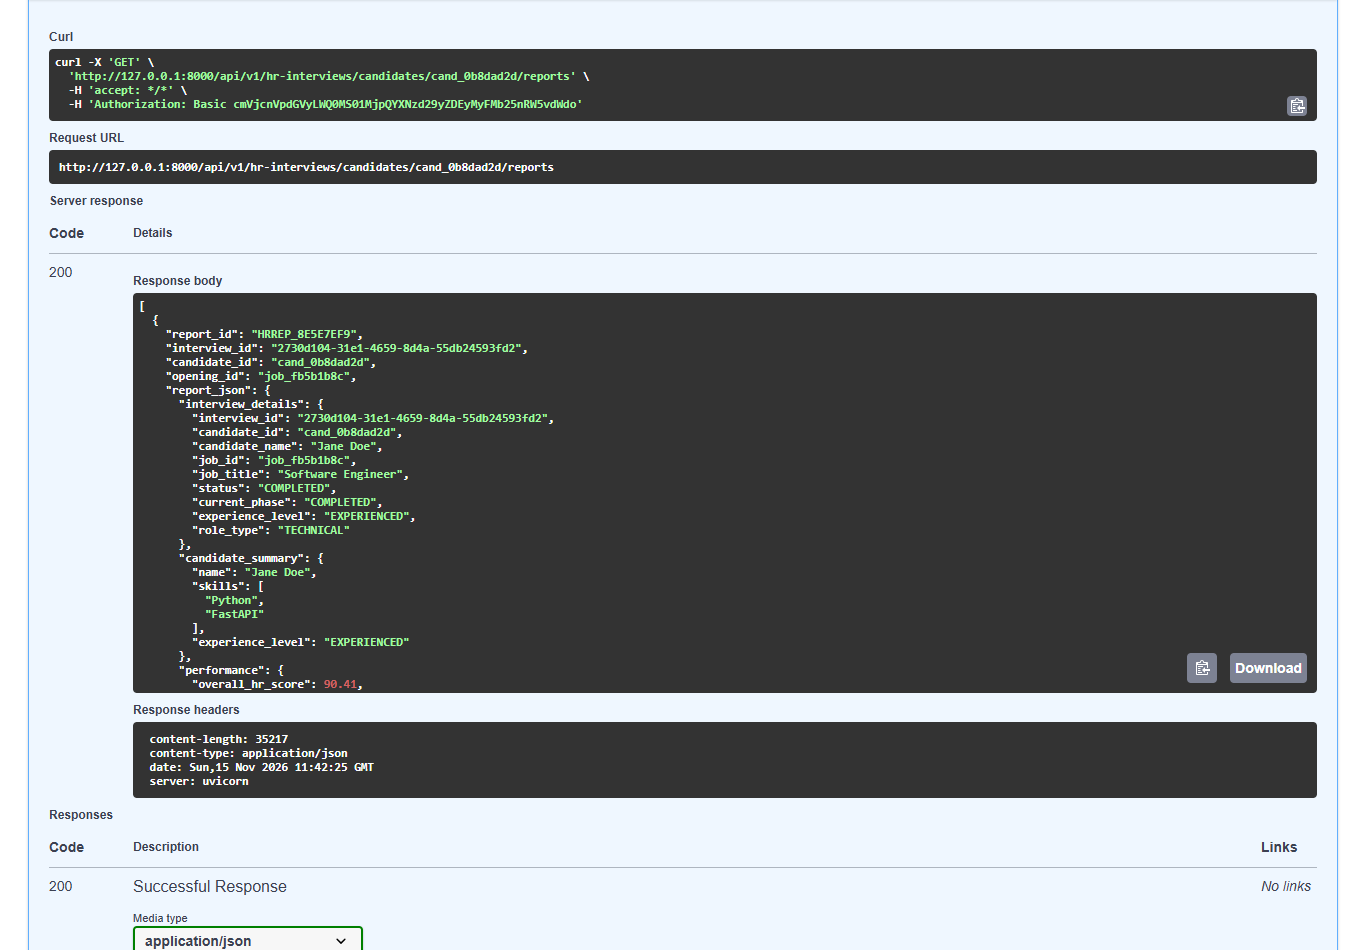 Curl
curl -X 'GET' \
'http://127.0.0.1:8000/api/v1/hr-interviews/candidates/cand_0b8dad2d/reports' \
-H 'accept: */*' \
-H 'Authorization: Basic cmVjcnVpdGVyLWQ0MS01MjpQYXNzd29yZDEyMyFMb25nRW5vdWdo'
Request URL
http://127.0.0.1:8000/api/v1/hr-interviews/candidates/cand_0b8dad2d/reports
Server response
Code Details
200
Response body
[
{
"report_id": "HRREP_8E5E7EF9",
"interview_id": "2730d104-31e1-4659-8d4a-55db24593fd2",
"candidate_id": "cand_0b8dad2d",
"opening_id": "job_fb5b1b8c",
"report_json": {
"interview_details": {
"interview_id": "2730d104-31e1-4659-8d4a-55db24593fd2",
"candidate_id": "cand_0b8dad2d",
"candidate_name": "Jane Doe",
"job_id": "job_fb5b1b8c",
"job_title": "Software Engineer",
"status": "COMPLETED",
"current_phase": "COMPLETED",
"experience_level": "EXPERIENCED",
"role_type": "TECHNICAL"
},
"candidate_summary": {
"name": "Jane Doe",
"skills": [
"Python",
"FastAPI"
],
"experience_level": "EXPERIENCED"
},
"performance": {
"overall_hr_score": 90.41,
Download
Response headers
content-length: 35217
content-type: application/json
date: Sun,15 Nov 2026 11:42:25 GMT
server: uvicorn
Responses
Code Description Links
200 Successful Response No links
Media type
application/json